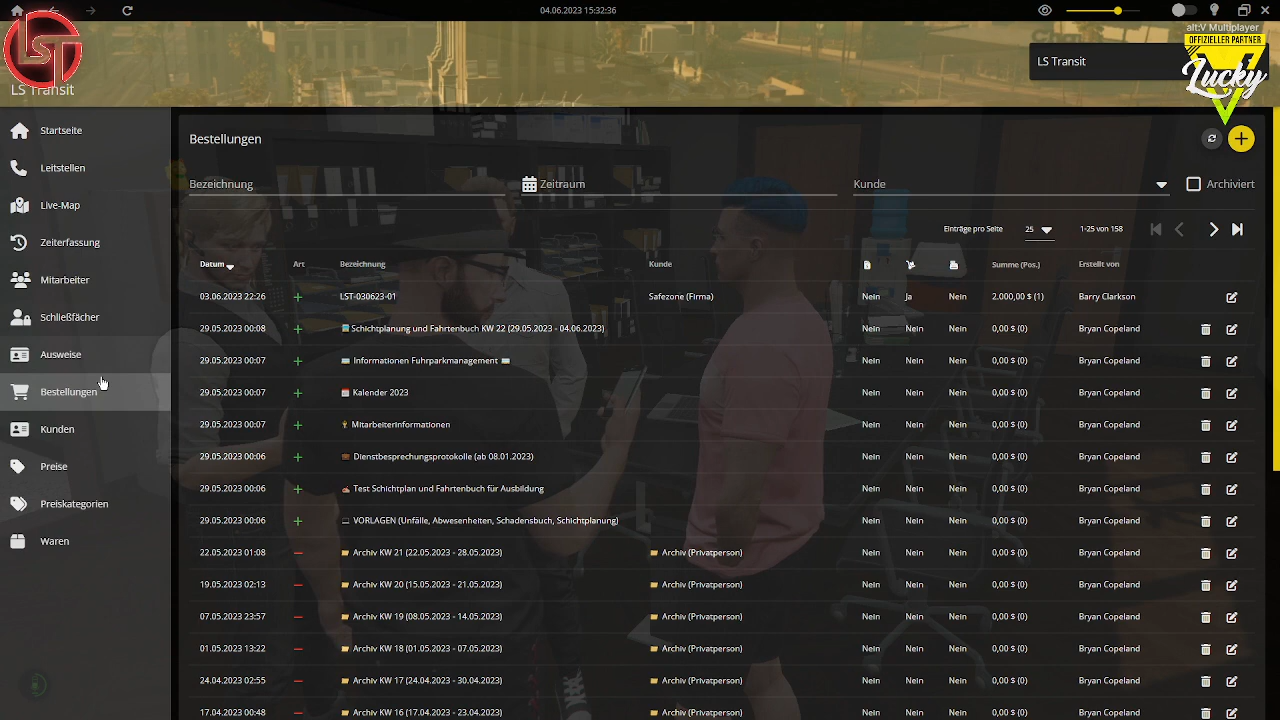 04.06.2023 15:32:36
alt:V Multiplayer
OFFIZIELLER PARTNER
Lucky V
LST
LS Transit
LS Transit
Startseite
Leitstelle
Live-Map
Zeiterfassung
Mitarbeiter
Schließfächer
Ausweise
Bestellungen
Kunden
Preise
Preiskategorien
Waren
Bestellungen
Bezeichnung Zeitraum Kunde Archiviert
Einträge pro Seite 25 1-25 von 158
Datum Art Bezeichnung Kunde Summe (Pos.) Erstellt von
03.06.2023 22:26 + LST-030623-01 Safezone (Firma) Nein Ja Nein 2.000,00 $ (1) Barry Clarkson
29.05.2023 00:08 + Schichtplanung und Fahrtenbuch KW 22 (29.05.2023 - 04.06.2023) Nein Nein Nein 0,00 $ (0) Bryan Copeland
29.05.2023 00:07 + Informationen Fuhrparkmanagement Nein Nein Nein 0,00 $ (0) Bryan Copeland
29.05.2023 00:07 + Kalender 2023 Nein Nein Nein 0,00 $ (0) Bryan Copeland
29.05.2023 00:07 + Mitarbeiterinformationen Nein Nein Nein 0,00 $ (0) Bryan Copeland
29.05.2023 00:06 + Dienstbesprechungsprotokolle (ab 08.01.2023) Nein Nein Nein 0,00 $ (0) Bryan Copeland
29.05.2023 00:06 + Test Schichtplan und Fahrtenbuch für Ausbildung Nein Nein Nein 0,00 $ (0) Bryan Copeland
29.05.2023 00:06 + VORLAGEN (Unfälle, Abwesenheiten, Schadensbuch, Schichtplanung) Nein Nein Nein 0,00 $ (0) Bryan Copeland
22.05.2023 01:08 — Archiv KW 21 (22.05.2023 - 28.05.2023) Archiv (Privatperson) Nein Nein Nein 0,00 $ (0) Bryan Copeland
19.05.2023 02:13 — Archiv KW 20 (15.05.2023 - 21.05.2023) Archiv (Privatperson) Nein Nein Nein 0,00 $ (0) Bryan Copeland
07.05.2023 23:57 — Archiv KW 19 (08.05.2023 - 14.05.2023) Archiv (Privatperson) Nein Nein Nein 0,00 $ (0) Bryan Copeland
01.05.2023 13:22 — Archiv KW 18 (01.05.2023 - 07.05.2023) Archiv (Privatperson) Nein Nein Nein 0,00 $ (0) Bryan Copeland
24.04.2023 02:55 — Archiv KW 17 (24.04.2023 - 30.04.2023) Archiv (Privatperson) Nein Nein Nein 0,00 $ (0) Bryan Copeland
17.04.2023 00:48 — Archiv KW 16 (17.04.2023 - 23.04.2023) Archiv (Privatperson) Nein Nein Nein 0,00 $ (0) Bryan Copeland